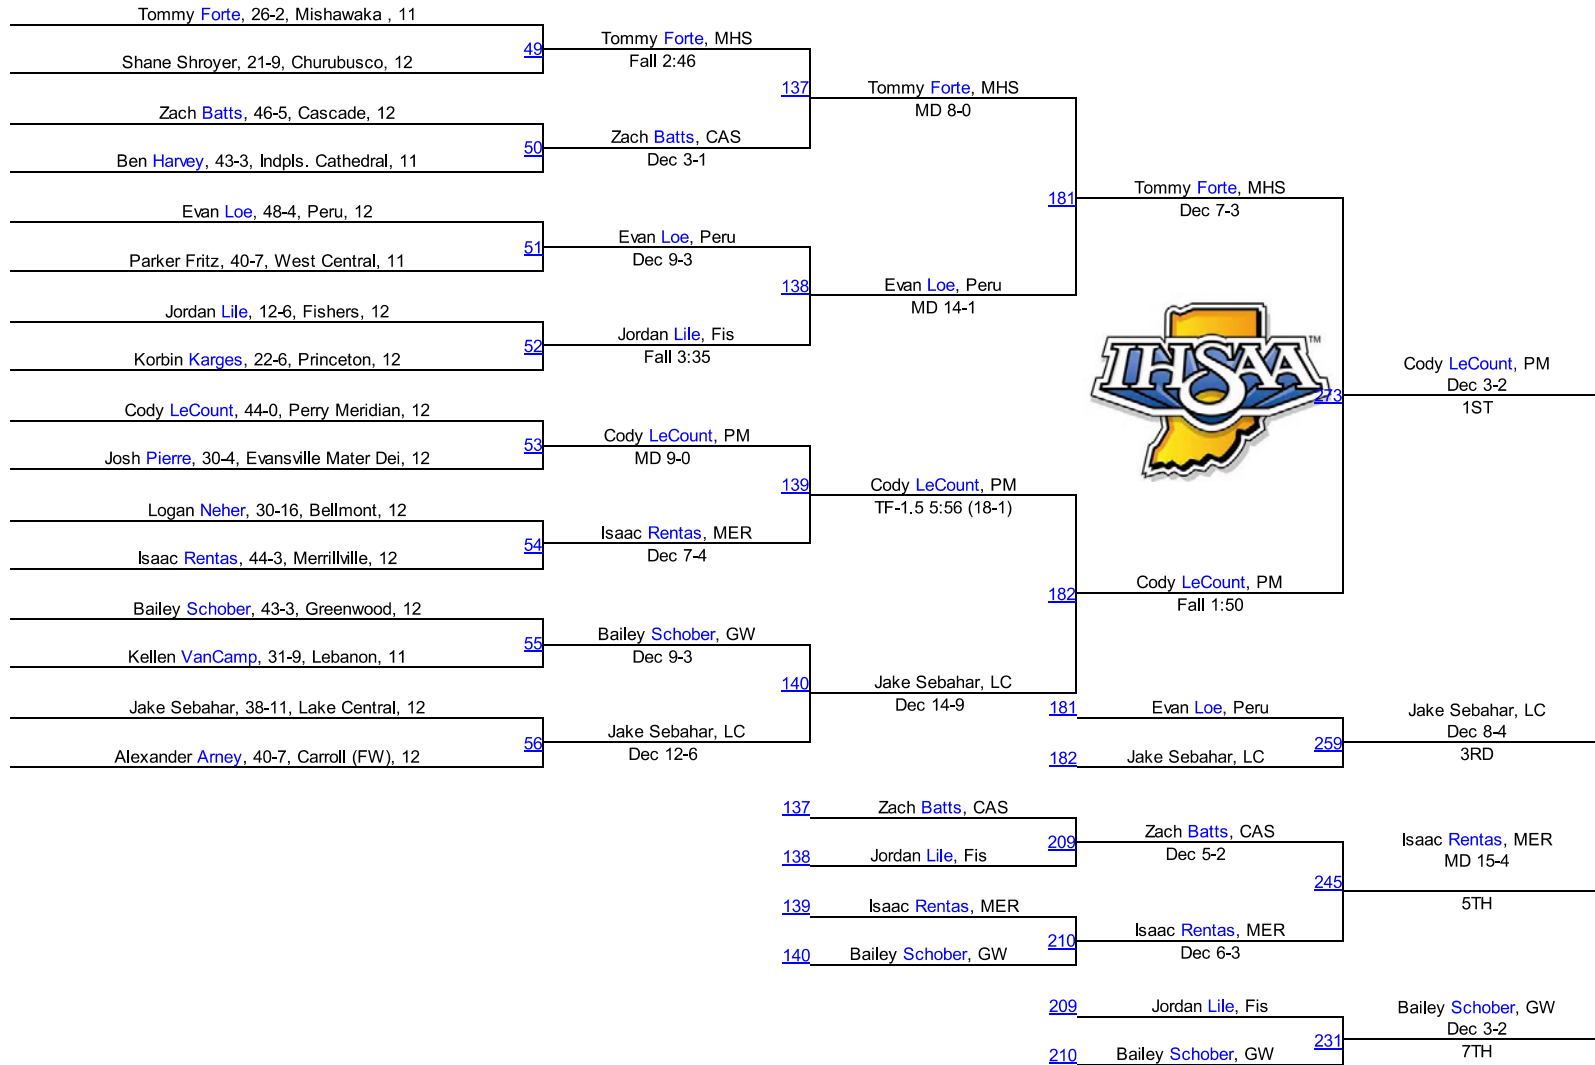 Tommy Forte, 26-2, Mishawaka , 11
Shane Shroyer, 21-9, Churubusco, 12
Zach Batts, 46-5, Cascade, 12
Ben Harvey, 43-3, Indpls. Cathedral, 11
Evan Loe, 48-4, Peru, 12
Parker Fritz, 40-7, West Central, 11
Jordan Lile, 12-6, Fishers, 12
Korbin Karges, 22-6, Princeton, 12
Cody LeCount, 44-0, Perry Meridian, 12
Josh Pierre, 30-4, Evansville Mater Dei, 12
Logan Neher, 30-16, Bellmont, 12
Isaac Rentas, 44-3, Merrillville, 12
Bailey Schober, 43-3, Greenwood, 12
Kellen VanCamp, 31-9, Lebanon, 11
Jake Sebahar, 38-11, Lake Central, 12
Alexander Arney, 40-7, Carroll (FW), 12
49
Tommy Forte, MHS
Fall 2:46
50
Zach Batts, CAS
Dec 3-1
51
Evan Loe, Peru
Dec 9-3
52
Jordan Lile, Fis
Fall 3:35
53
Cody LeCount, PM
MD 9-0
54
Isaac Rentas, MER
Dec 7-4
55
Bailey Schober, GW
Dec 9-3
56
Jake Sebahar, LC
Dec 12-6
137
Tommy Forte, MHS
MD 8-0
138
Evan Loe, Peru
MD 14-1
139
Cody LeCount, PM
TF-1.5 5:56 (18-1)
140
Jake Sebahar, LC
Dec 14-9
181
Tommy Forte, MHS
Dec 7-3
182
Cody LeCount, PM
Fall 1:50
IHSAA
TM
273
Cody LeCount, PM
Dec 3-2
1ST
181
Evan Loe, Peru
182
Jake Sebahar, LC
259
Jake Sebahar, LC
Dec 8-4
3RD
137
Zach Batts, CAS
138
Jordan Lile, Fis
139
Isaac Rentas, MER
140
Bailey Schober, GW
209
Zach Batts, CAS
Dec 5-2
210
Isaac Rentas, MER
Dec 6-3
245
Isaac Rentas, MER
MD 15-4
5TH
209
Jordan Lile, Fis
210
Bailey Schober, GW
231
Bailey Schober, GW
Dec 3-2
7TH